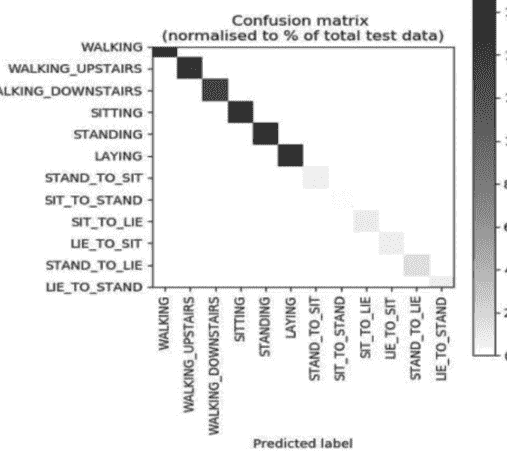 Confusion matrix
(normalised to % of total test data)
WALKING
WALKING_UPSTAIRS
ALKING_DOWNSTAIRS
SITTING
STANDING
LAYING
STAND_TO_SIT
SIT_TO_STAND
SIT_TO_LIE
LIE_TO_SIT
STAND_TO_LIE
LIE_TO_STAND
WALKING
WALKING_UPSTAIRS
WALKING_DOWNSTAIRS
SITTING
STANDING
LAYING
STAND_TO_SIT
SIT_TO_STAND
SIT_TO_LIE
LIE_TO_SIT
STAND_TO_LIE
LIE_TO_STAND
Predicted label